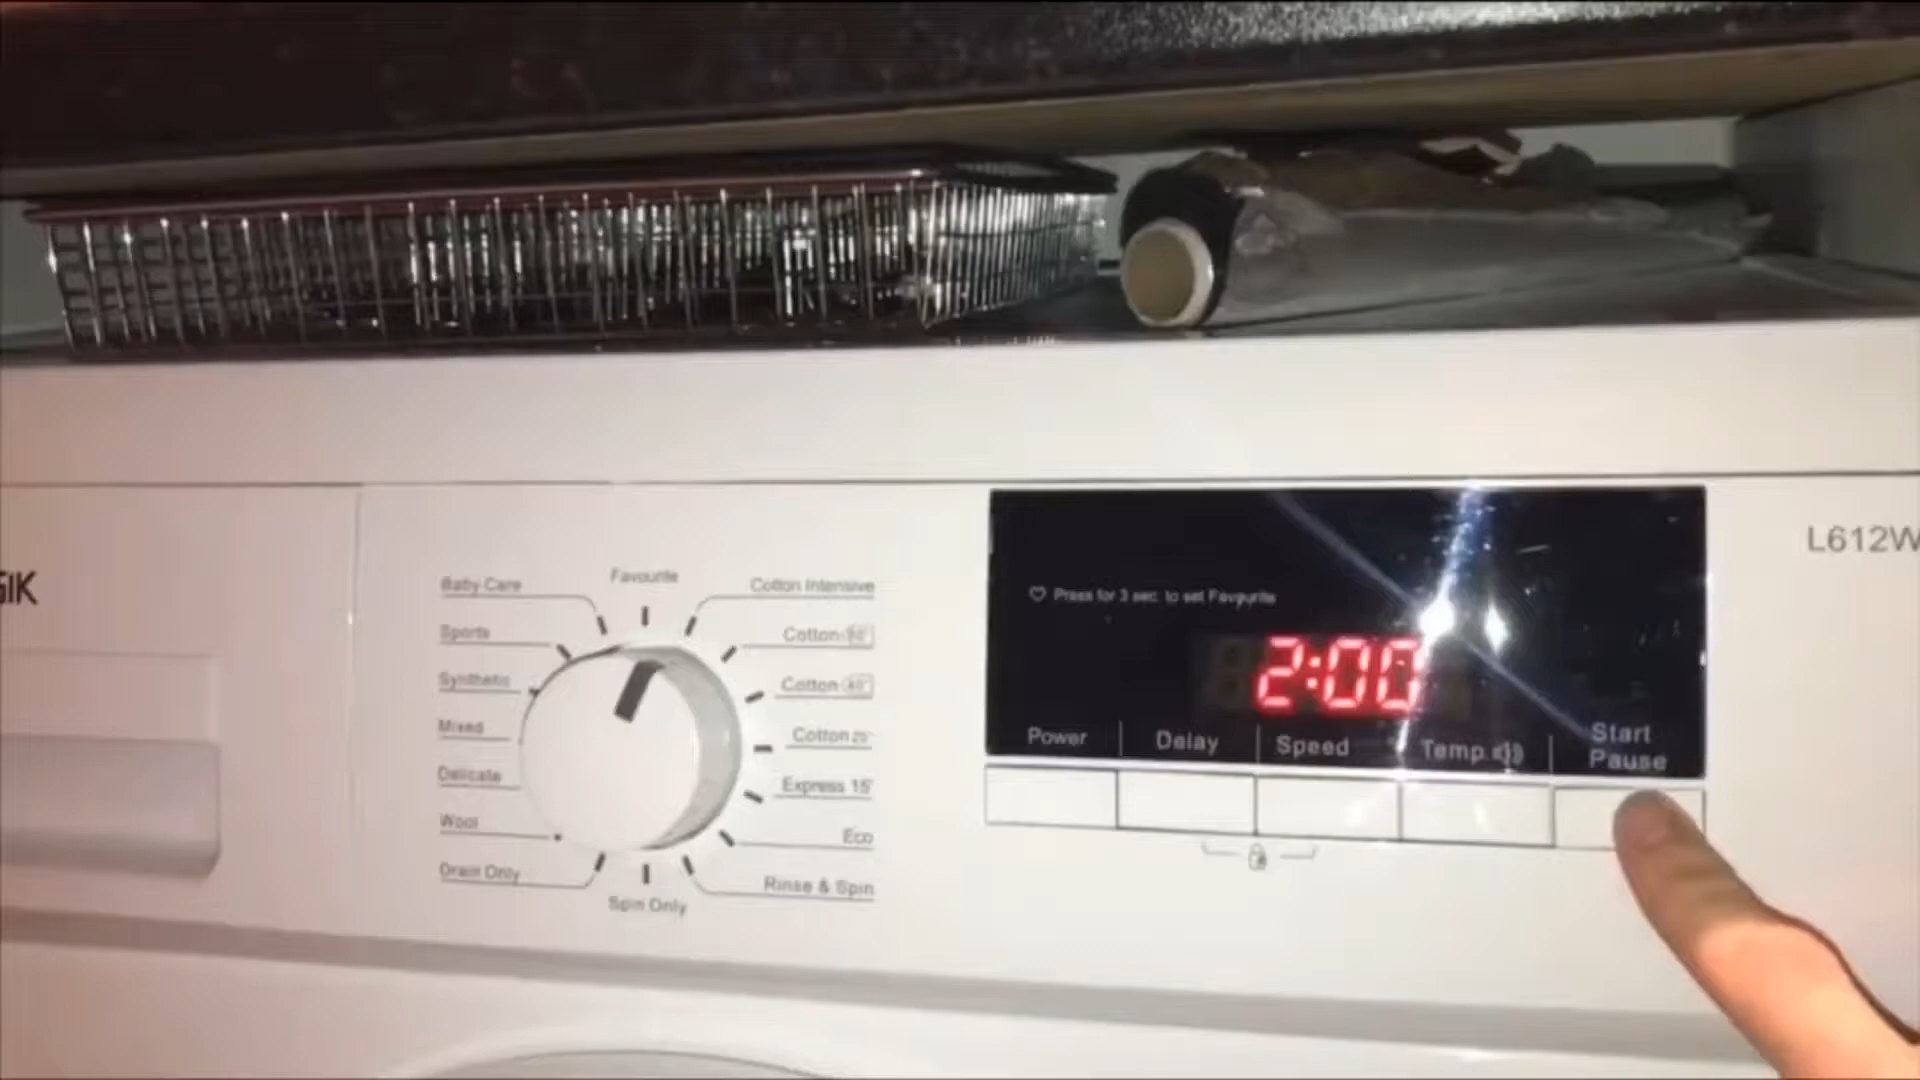 L612W
GIK
Baby Care
Favourite
Cotton Intensive
Sports
Cotton
Synthetic
Cotton 40°
Mixed
Cotton 20°
Delicate
Express 15'
Wool
Eco
Drain Only
Rinse & Spin
Spin Only
Press for 3 sec. to set Favourite
2:00
Power
Delay
Speed
Temp.
Start
Pause